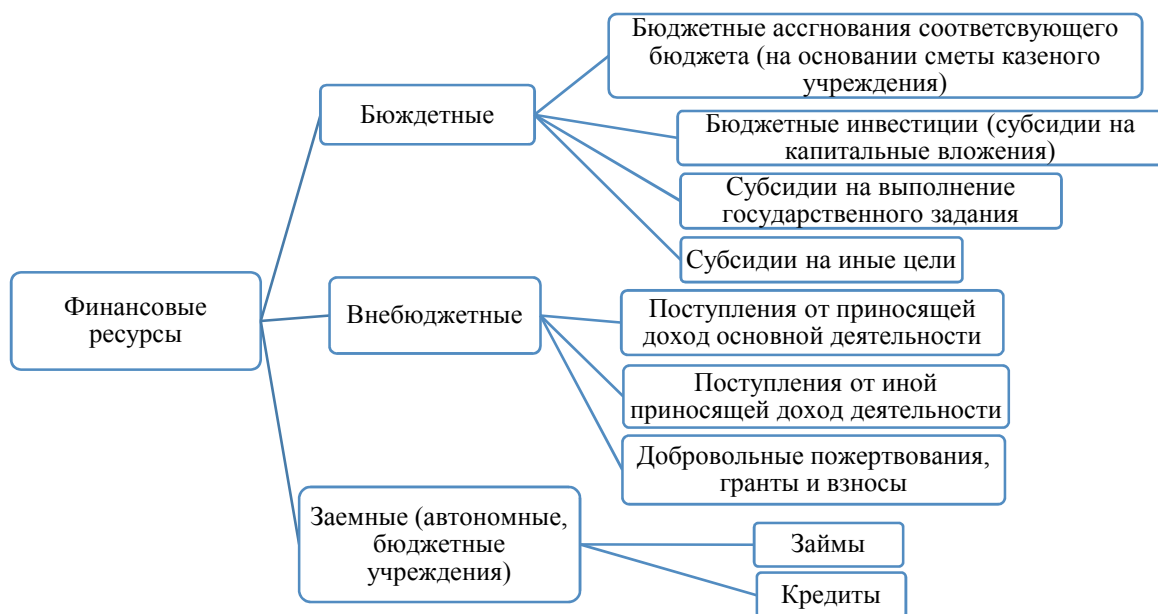 Финансовые
ресурсы
Бюждетные
Бюджетные ассгнования соответсвующего
бюджета (на основании сметы казеного
учреждения)
Бюджетные инвестиции (субсидии на
капитальные вложения)
Субсидии на выполнение
государственного задания
Субсидии на иные цели
Внебюджетные
Поступления от приносящей
доход основной деятельности
Поступления от иной
приносящей доход деятельности
Добровольные пожертвования,
гранты и взносы
Заемные (автономные,
бюджетные
учреждения)
Займы
Кредиты